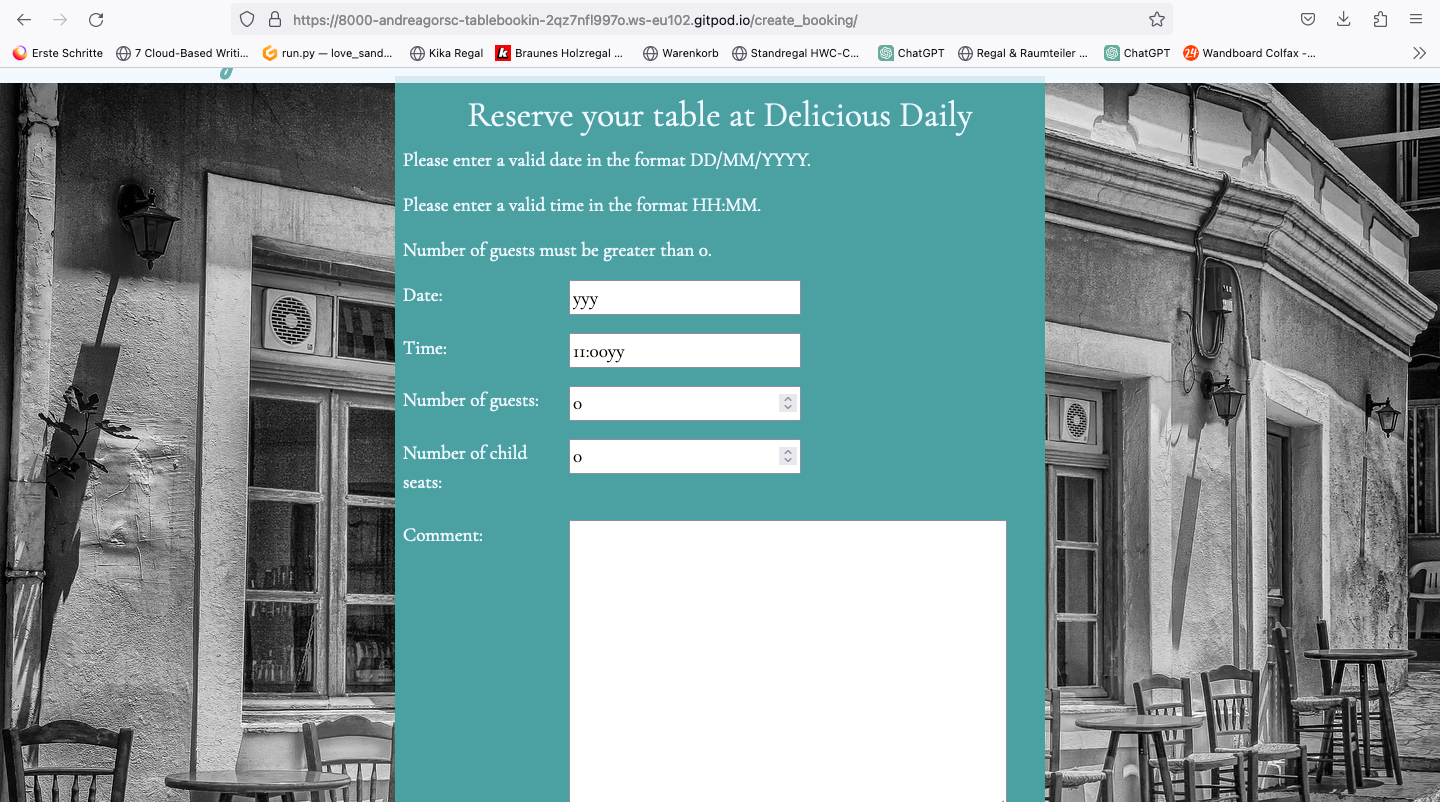 https://8000-andreagorsc-tablebookin-2qz7nfl997o.ws-eu102.gitpod.io/create_booking/
Erste Schritte 7 Cloud-Based Writi... run.py — love_sand... Kika Regal Braunes Holzregal ... Warenkorb Standregal HWC-C... ChatGPT Regal & Raumteiler ... ChatGPT Wandboard Colfax -...
Reserve your table at Delicious Daily
Please enter a valid date in the format DD/MM/YYYY.
Please enter a valid time in the format HH:MM.
Number of guests must be greater than 0.
Date: yyy
Time: 11:00yy
Number of guests: 0
Number of child seats: 0
Comment: